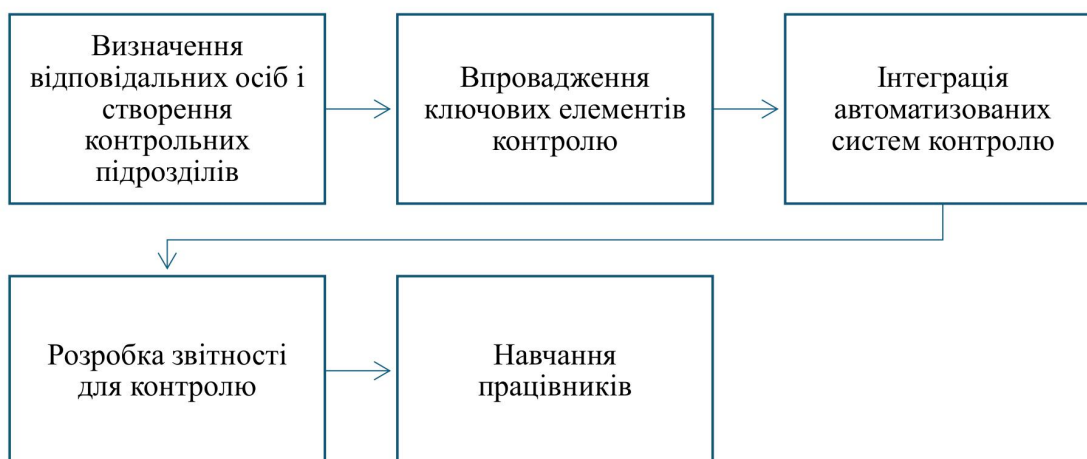 Визначення
відповідальних осіб і
створення
контрольних
підрозділів
Впровадження
ключових елементів
контролю
Інтеграція
автоматизованих
систем контролю
Розробка звітності
для контролю
Навчання
працівників